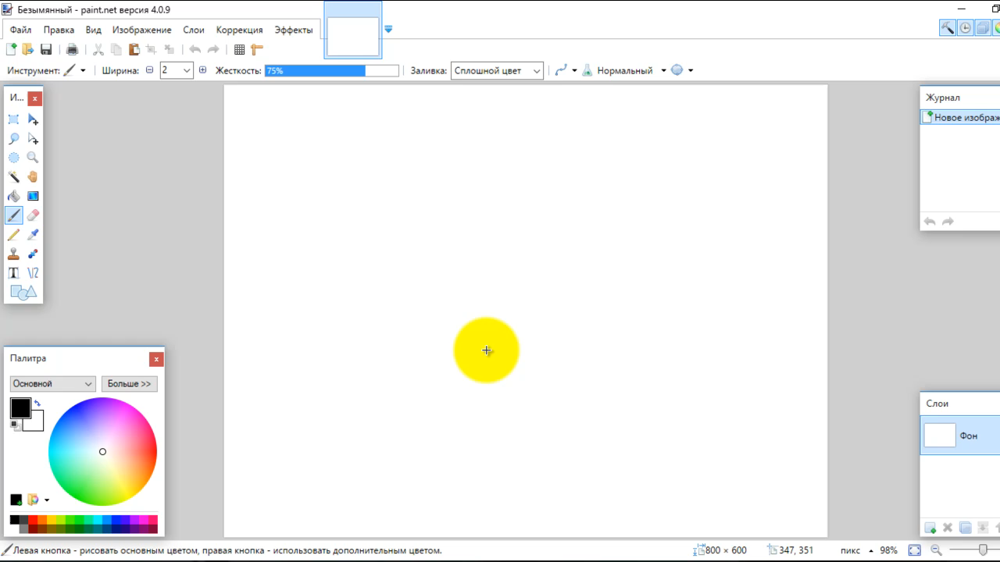 Безымянный - paint.net версия 4.0.9
Файл Правка Вид Изображение Слои Коррекция Эффекты
Инструмент: Ширина: 2 Жесткость: 75% Заливка: Сплошной цвет Нормальный
И...
Журнал
Новое изображ
Палитра
Основной Больше >>
Слои
Фон
Левая кнопка - рисовать основным цветом, правая кнопка - использовать дополнительным цветом. 800 × 600 347, 351 пикс 98%